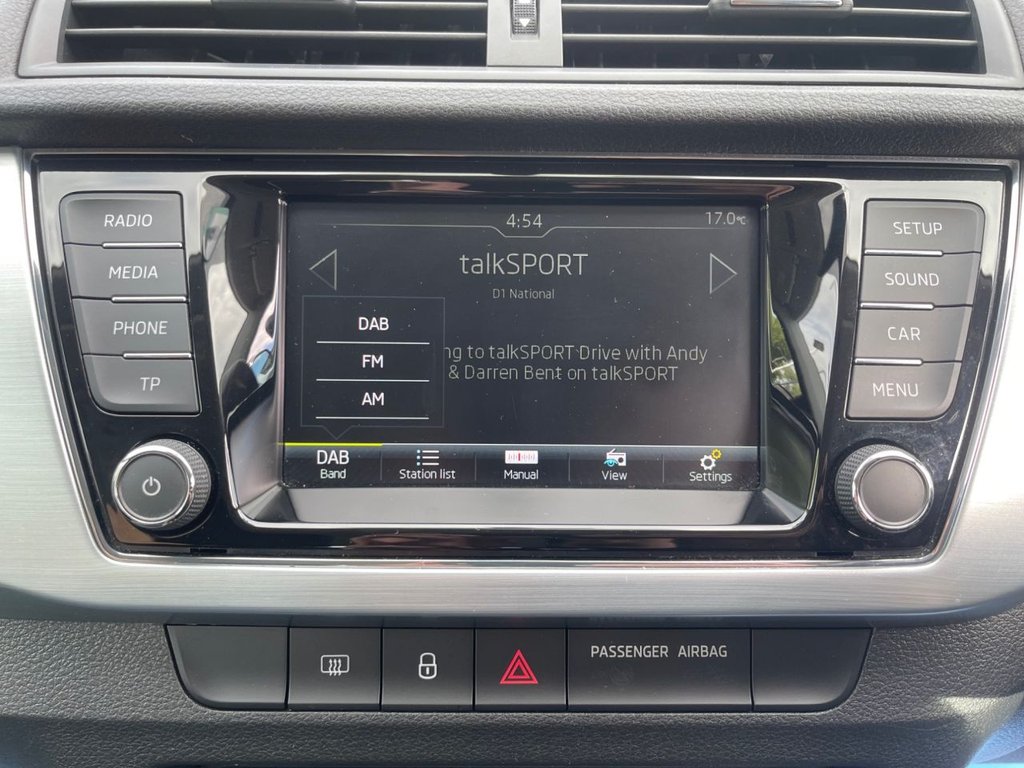 RADIO
MEDIA
PHONE
TP
4:54
17.0°C
talkSPORT
D1 National
DAB
FM
AM
ng to talkSPORT Drive with Andy
& Darren Bent on talkSPORT
DAB
Band
Station list
Manual
View
Settings
SETUP
SOUND
CAR
MENU
PASSENGER AIRBAG